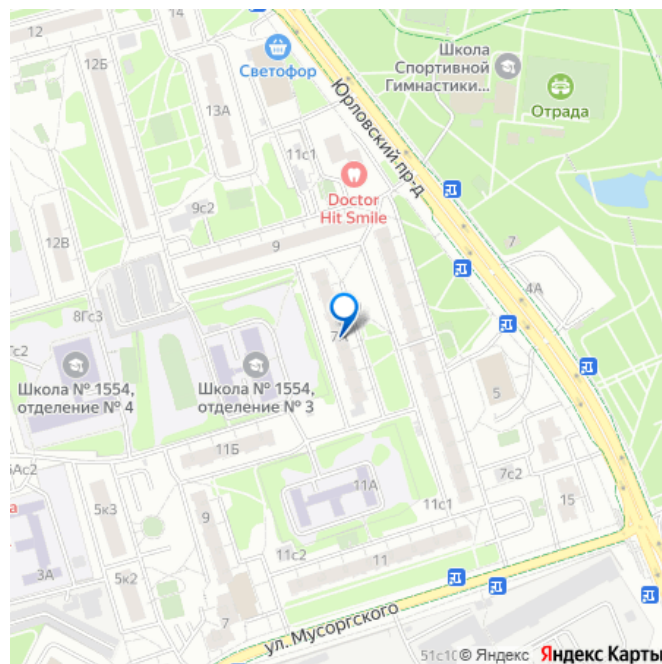 12
14
12Б
Светофор
Школа
Спортивной
Гимнастики...
Отрада
13А
Юрловский пр-д
11с1
Doctor
Hit Smile
9с2
12В
9
7
4А
8Гс3
Школа № 1554,
отделение № 4
Школа № 1554,
отделение № 3
5
11Б
7с2
5к3
9
11А
11с1
15
3А
5к2
11с2
11
7
ул. Мусоргского
© Яндекс Яндекс Карты